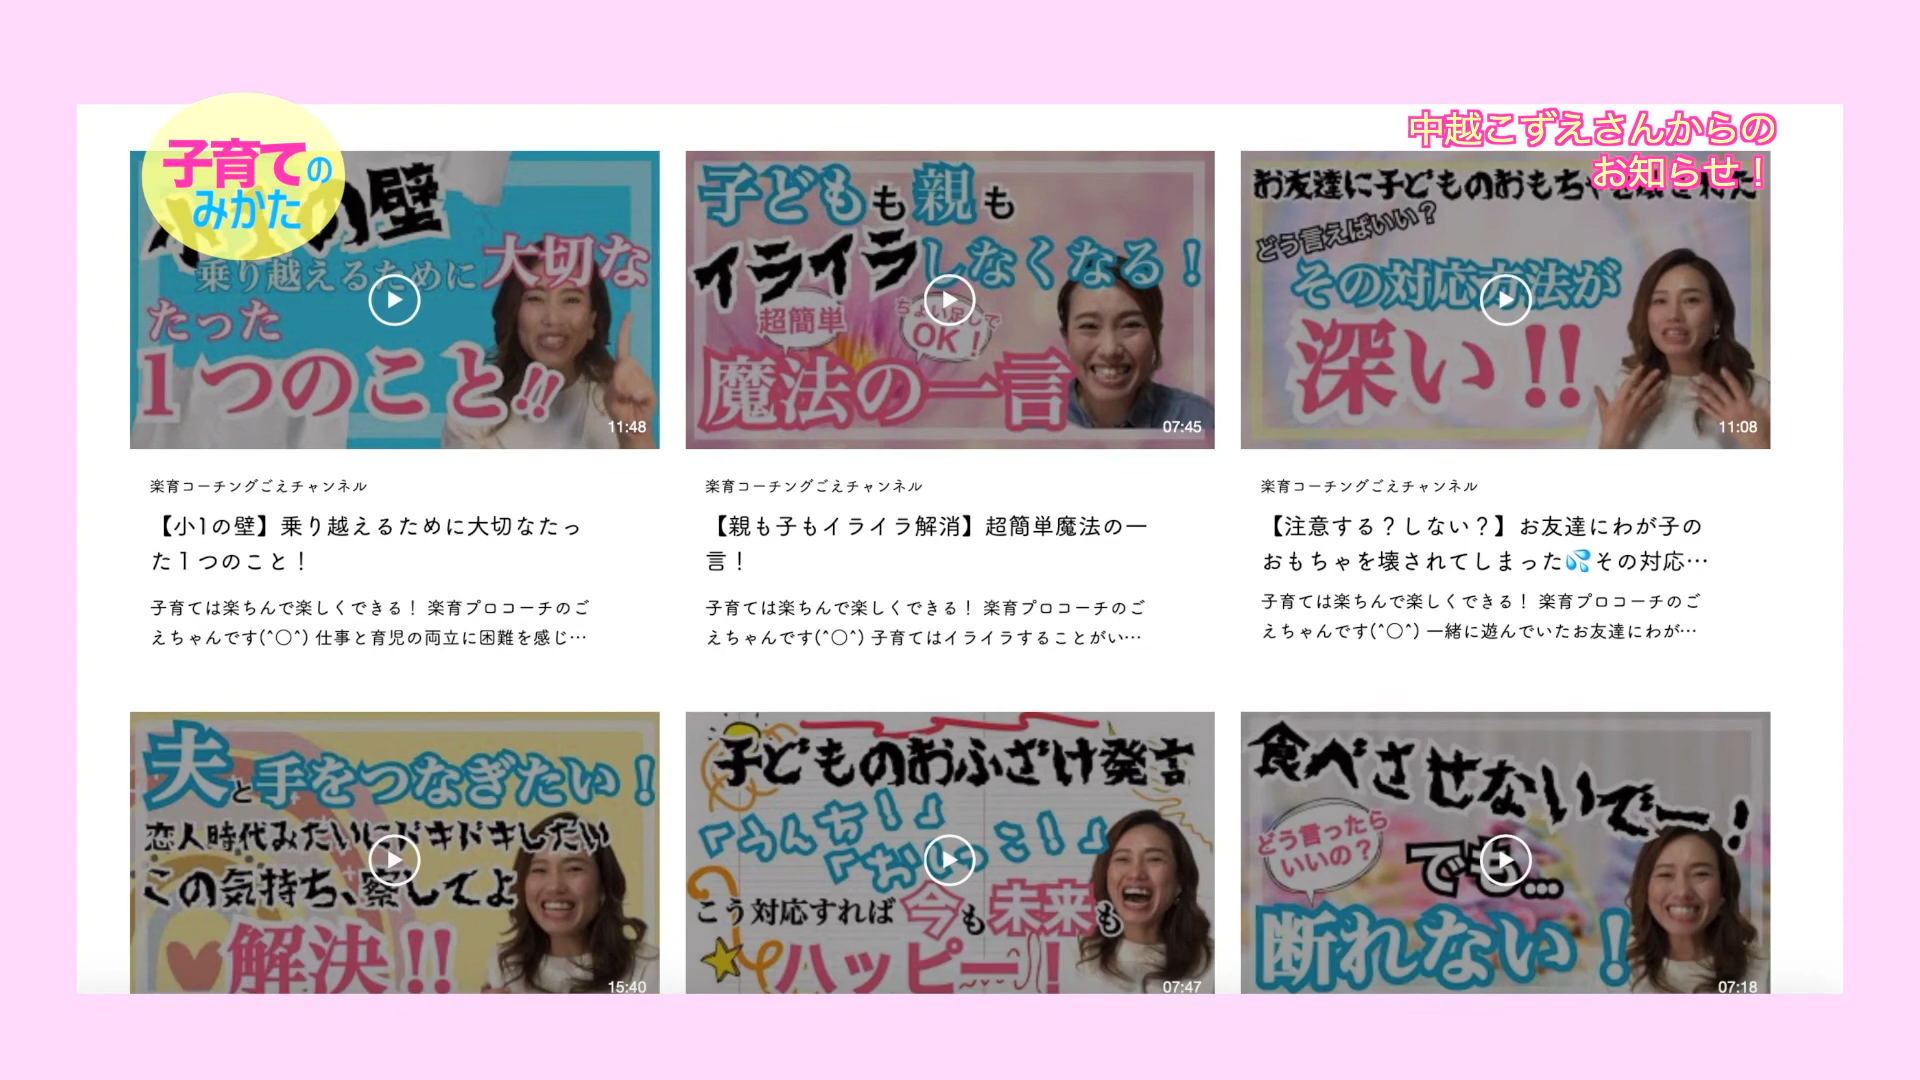 中越こずえさんからの
お知らせ！
子育ての
みかた
の壁
乗り越えるために大切な
たった
1つのこと!!
11:48
子どもも親も
イライラしなくなる！
超簡単
ちょい足しで
OK！
魔法の一言
07:45
お友達に子どものおもちゃを壊された
どう言えばいい？
その対応方法が
深い!!
11:08
楽育コーチングごえチャンネル
【小1の壁】乗り越えるために大切なたっ
た１つのこと！
子育ては楽ちんで楽しくできる！ 楽育プロコーチのご
えちゃんです(^○^) 仕事と育児の両立に困難を感じ…
楽育コーチングごえチャンネル
【親も子もイライラ解消】超簡単魔法の一
言！
子育ては楽ちんで楽しくできる！ 楽育プロコーチのご
えちゃんです(^○^) 子育てはイライラすることがい…
楽育コーチングごえチャンネル
【注意する？しない？】お友達にわが子の
おもちゃを壊されてしまった💦その対応…
子育ては楽ちんで楽しくできる！ 楽育プロコーチのご
えちゃんです(^○^) 一緒に遊んでいたお友達にわが…
夫と手をつなぎたい！
恋人時代みたいにドキドキしたい
この気持ち、察してよ
解決!!
15:40
子どものおふざけ発言
「うんち！」
「おしっこ！」
こう対応すれば今も未来も
ハッピー！
07:47
食べさせないでー！
どう言ったら
いいの？
でも...
断れない！
07:18